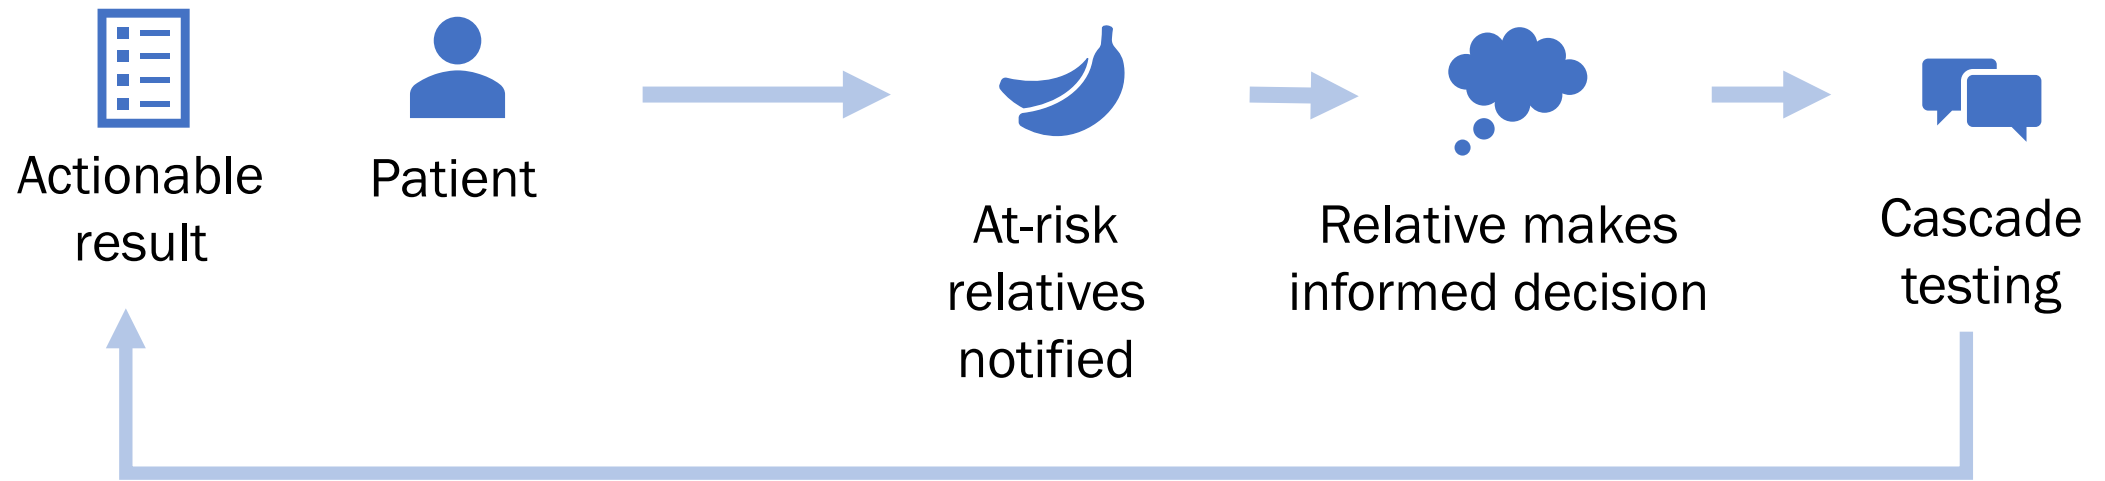 Actionable
result
Patient
At-risk
relatives
notified
Relative makes
informed decision
Cascade
testing